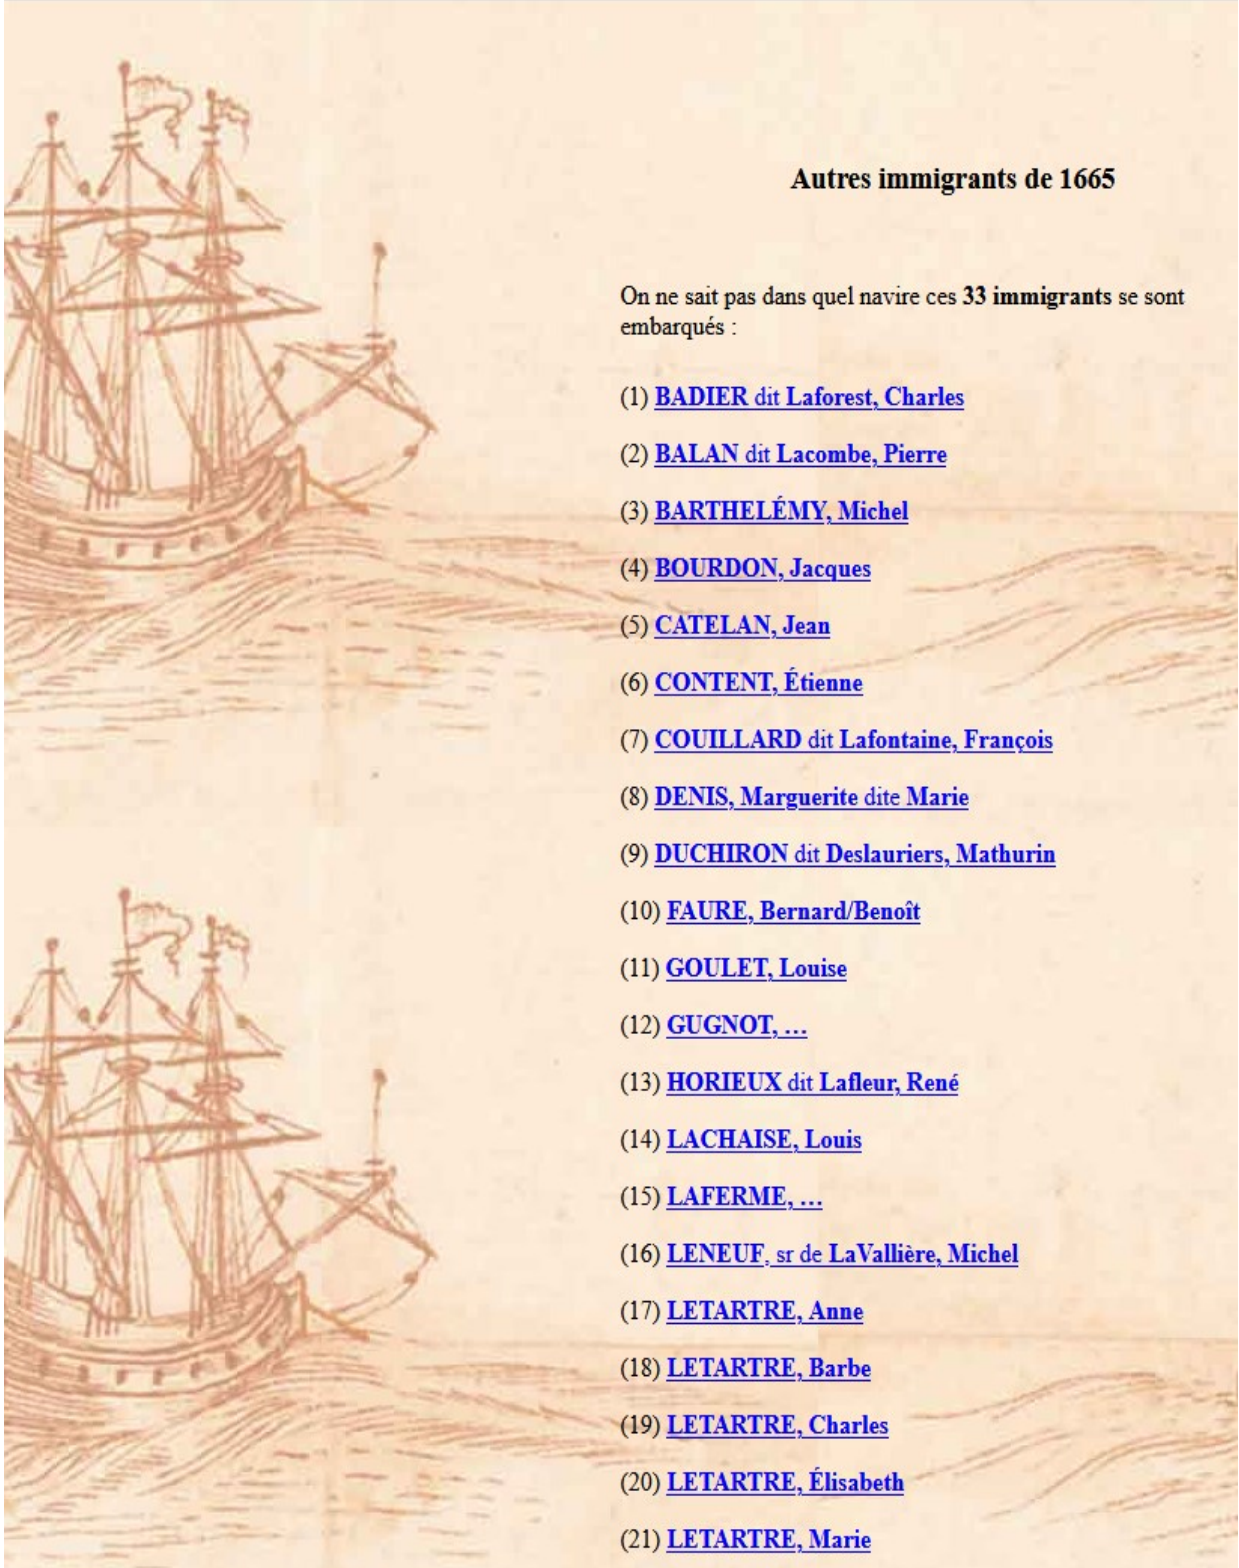 Autres immigrants de 1665
On ne sait pas dans quel navire ces 33 immigrants se sont
embarqués :
(1) BADIER dit Laforest, Charles
(2) BALAN dit Lacombe, Pierre
(3) BARTHELÉMY, Michel
(4) BOURDON, Jacques
(5) CATELAN, Jean
(6) CONTENT, Étienne
(7) COUILLARD dit Lafontaine, François
(8) DENIS, Marguerite dite Marie
(9) DUCHIRON dit Deslauriers, Mathurin
(10) FAURE, Bernard/Benoît
(11) GOULET, Louise
(12) GUGNOT, …
(13) HORIEUX dit Lafleur, René
(14) LACHAISE, Louis
(15) LAFERME, …
(16) LENEUF, sr de LaVallière, Michel
(17) LETARTRE, Anne
(18) LETARTRE, Barbe
(19) LETARTRE, Charles
(20) LETARTRE, Élisabeth
(21) LETARTRE, Marie